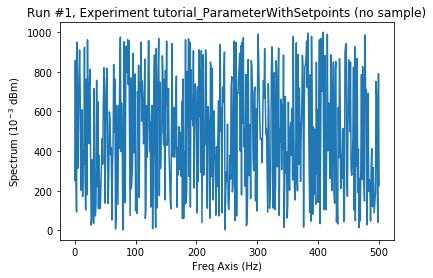 Run #1, Experiment tutorial_ParameterWithSetpoints (no sample)
1000
800
600
400
200
0
Spectrum (10⁻³ dBm)
0 100 200 300 400 500
Freq Axis (Hz)